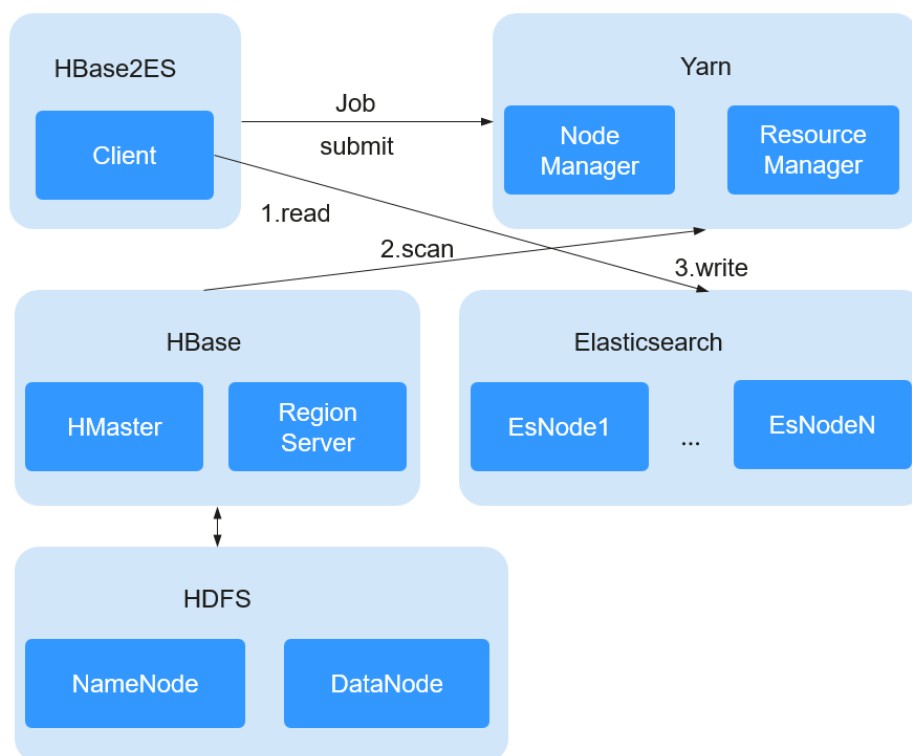 HBase2ES
Client
Job
submit
Yarn
Node
Manager
Resource
Manager
1.read
2.scan
3.write
HBase
HMaster
Region
Server
Elasticsearch
EsNode1
...
EsNodeN
HDFS
NameNode
DataNode